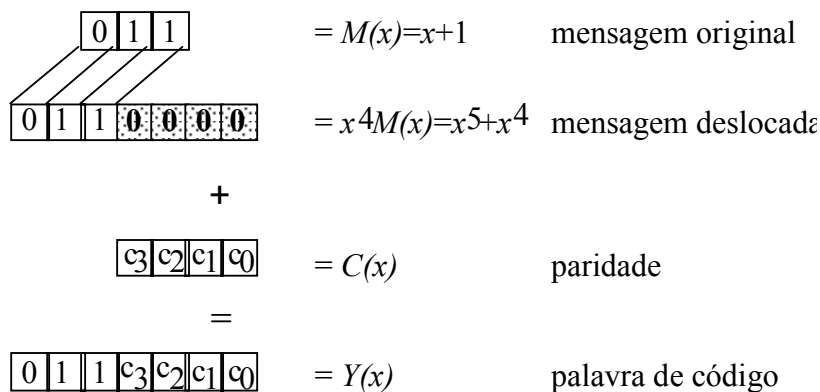 0 1 1 = M(x)=x+1 mensagem original
0 1 1 0 0 0 0 = x4M(x)=x5+x4 mensagem deslocada
+
c3 c2 c1 c0 = C(x) paridade
=
0 1 1 c3 c2 c1 c0 = Y(x) palavra de código